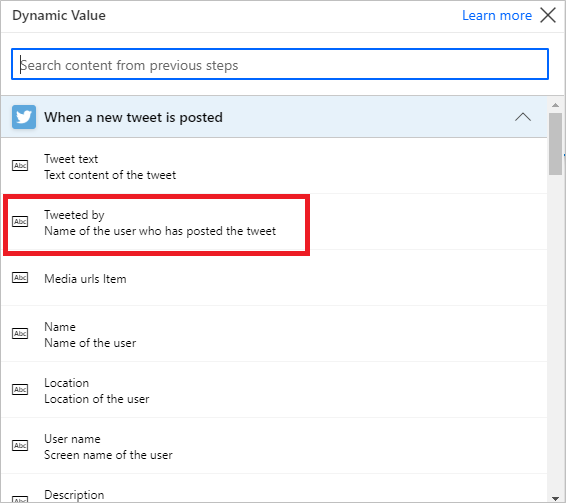 Dynamic Value
Learn more
Search content from previous steps
When a new tweet is posted
Abc
Tweet text
Text content of the tweet
Abc
Tweeted by
Name of the user who has posted the tweet
Abc
Media urls Item
Abc
Name
Name of the user
Abc
Location
Location of the user
Abc
User name
Screen name of the user
Abc
Description